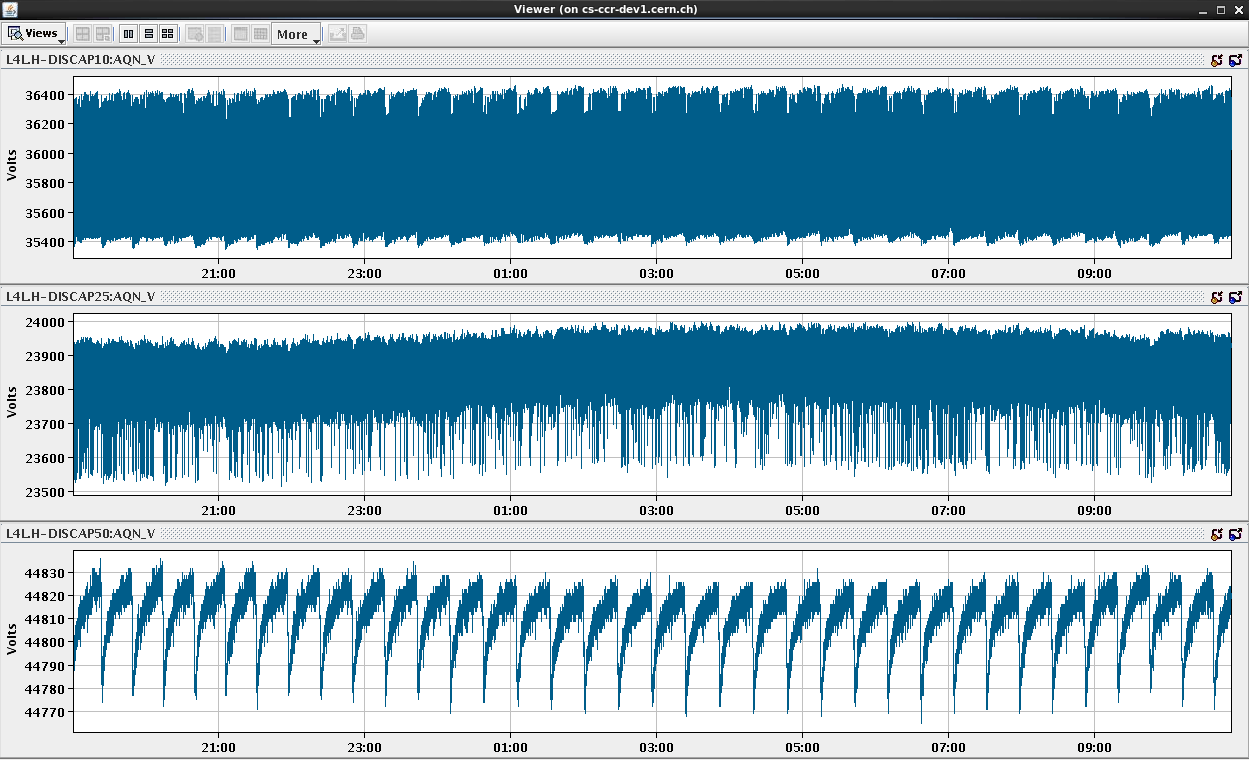 Viewer (on cs-ccr-dev1.cern.ch)
Views More
L4LH-DISCAP10:AQN_V
36400
36200
36000
35800
35600
35400
Volts
21:00 23:00 01:00 03:00 05:00 07:00 09:00
L4LH-DISCAP25:AQN_V
24000
23900
23800
23700
23600
23500
Volts
21:00 23:00 01:00 03:00 05:00 07:00 09:00
L4LH-DISCAP50:AQN_V
44830
44820
44810
44800
44790
44780
44770
Volts
21:00 23:00 01:00 03:00 05:00 07:00 09:00